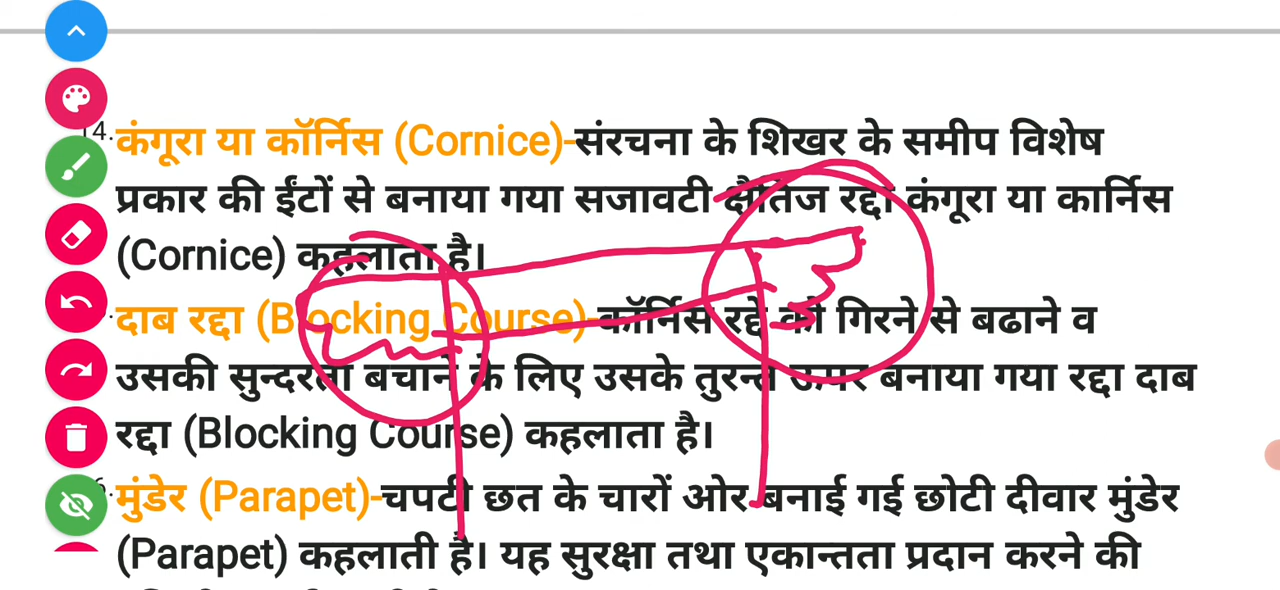 14. कंगूरा या कॉर्निस (Cornice)-संरचना के शिखर के समीप विशेष
प्रकार की ईंटों से बनाया गया सजावटी क्षैतिज रद्दा कंगूरा या कार्निस
(Cornice) कहलाता है।
दाब रद्दा (Blocking Course)-कॉर्निस रद्दे को गिरने से बढाने व
उसकी सुन्दरता बचाने के लिए उसके तुरन्त ऊपर बनाया गया रद्दा दाब
रद्दा (Blocking Course) कहलाता है।
6. मुंडेर (Parapet)-चपटी छत के चारों ओर बनाई गई छोटी दीवार मुंडेर
(Parapet) कहलाती है। यह सुरक्षा तथा एकान्तता प्रदान करने की